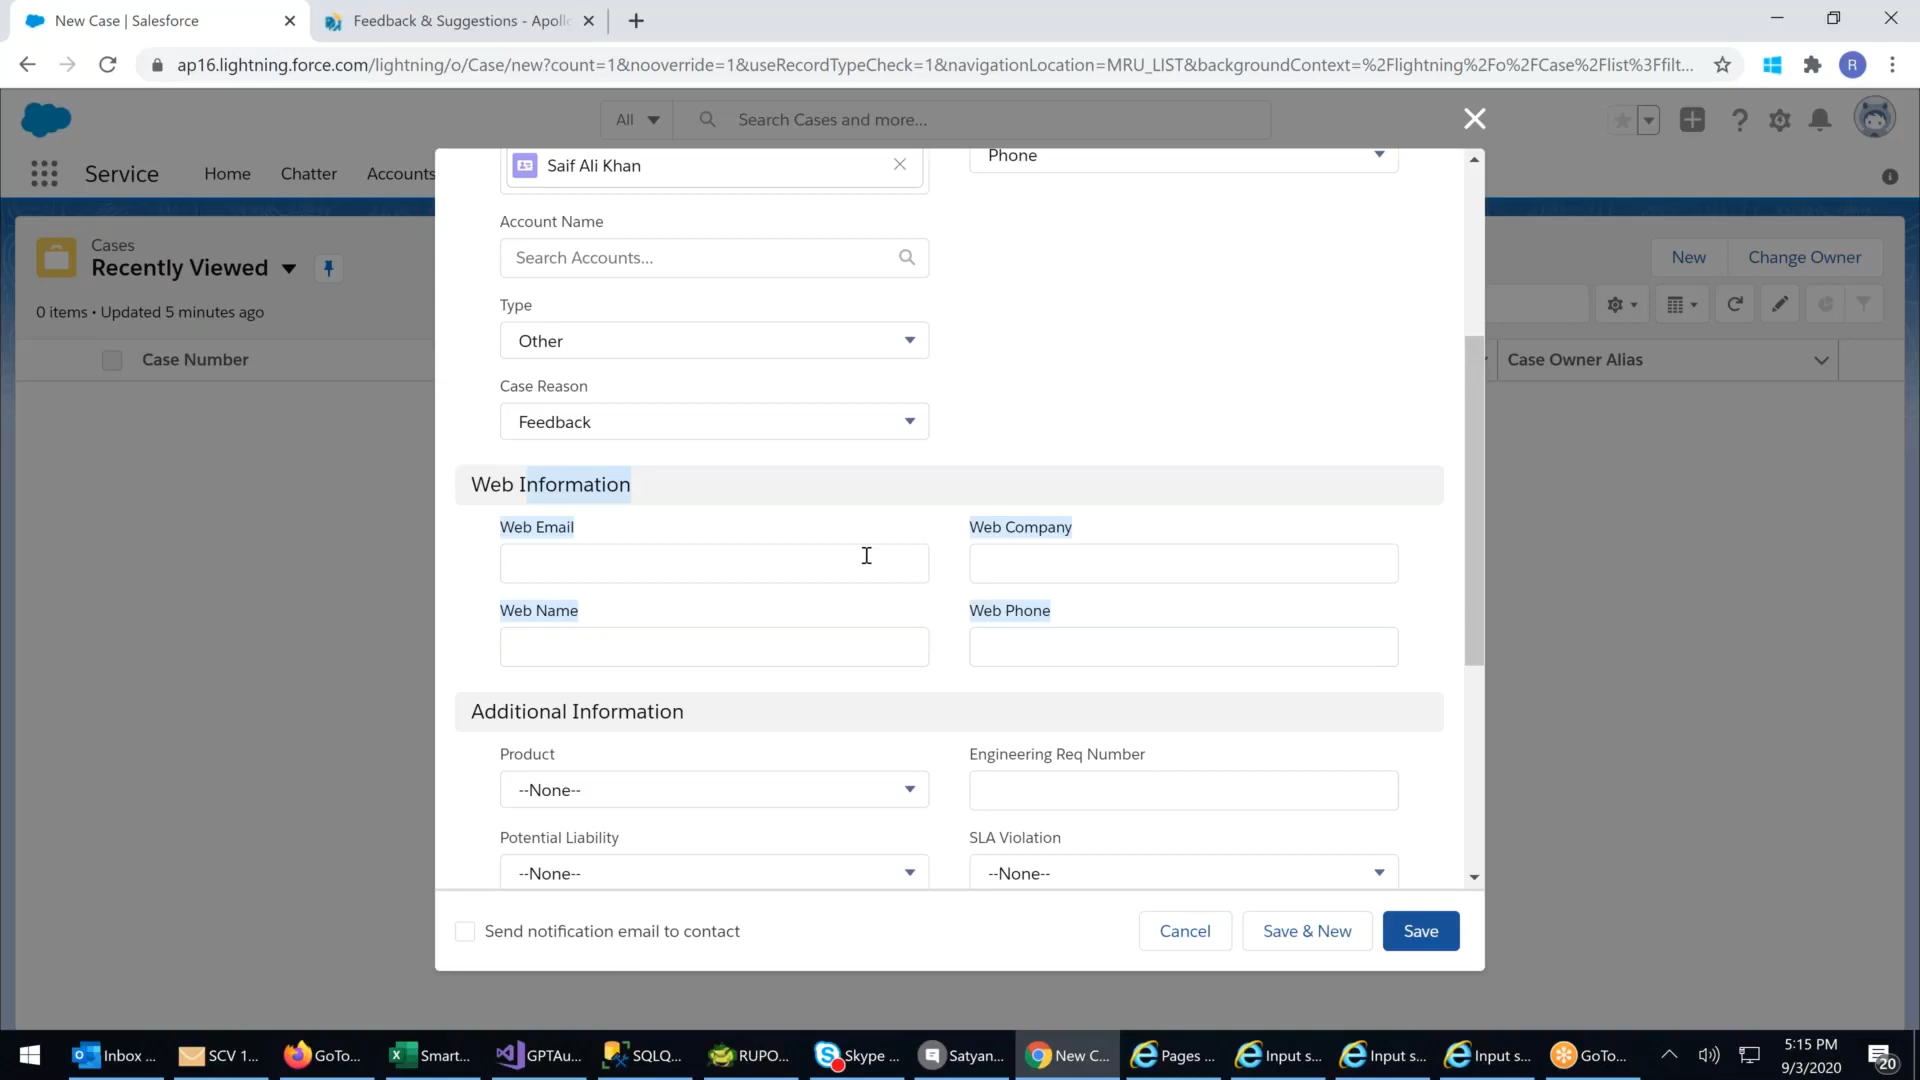 New Case | Salesforce
Feedback & Suggestions - Apoll
ap16.lightning.force.com/lightning/o/Case/new?count=1&nooverride=1&useRecordTypeCheck=1&navigationLocation=MRU_LIST&backgroundContext=%2Flightning%2Fo%2FCase%2Flist%3Ffilt...
R
All
Search Cases and more...
Service
Home
Chatter
Accounts
Cases
Recently Viewed
0 items • Updated 5 minutes ago
New
Change Owner
Case Number
Case Owner Alias
Saif Ali Khan
Phone
Account Name
Search Accounts...
Type
Other
Case Reason
Feedback
Web Information
Web Email
Web Company
Web Name
Web Phone
Additional Information
Product
Engineering Req Number
--None--
Potential Liability
SLA Violation
--None--
--None--
Send notification email to contact
Cancel
Save & New
Save
Inbox ...
SCV 1...
GoTo...
Smart...
GPTAu...
SQLQ...
RUPO...
Skype ...
Satyan...
New C...
Pages ...
Input s...
Input s...
Input s...
GoTo...
5:15 PM
9/3/2020
20